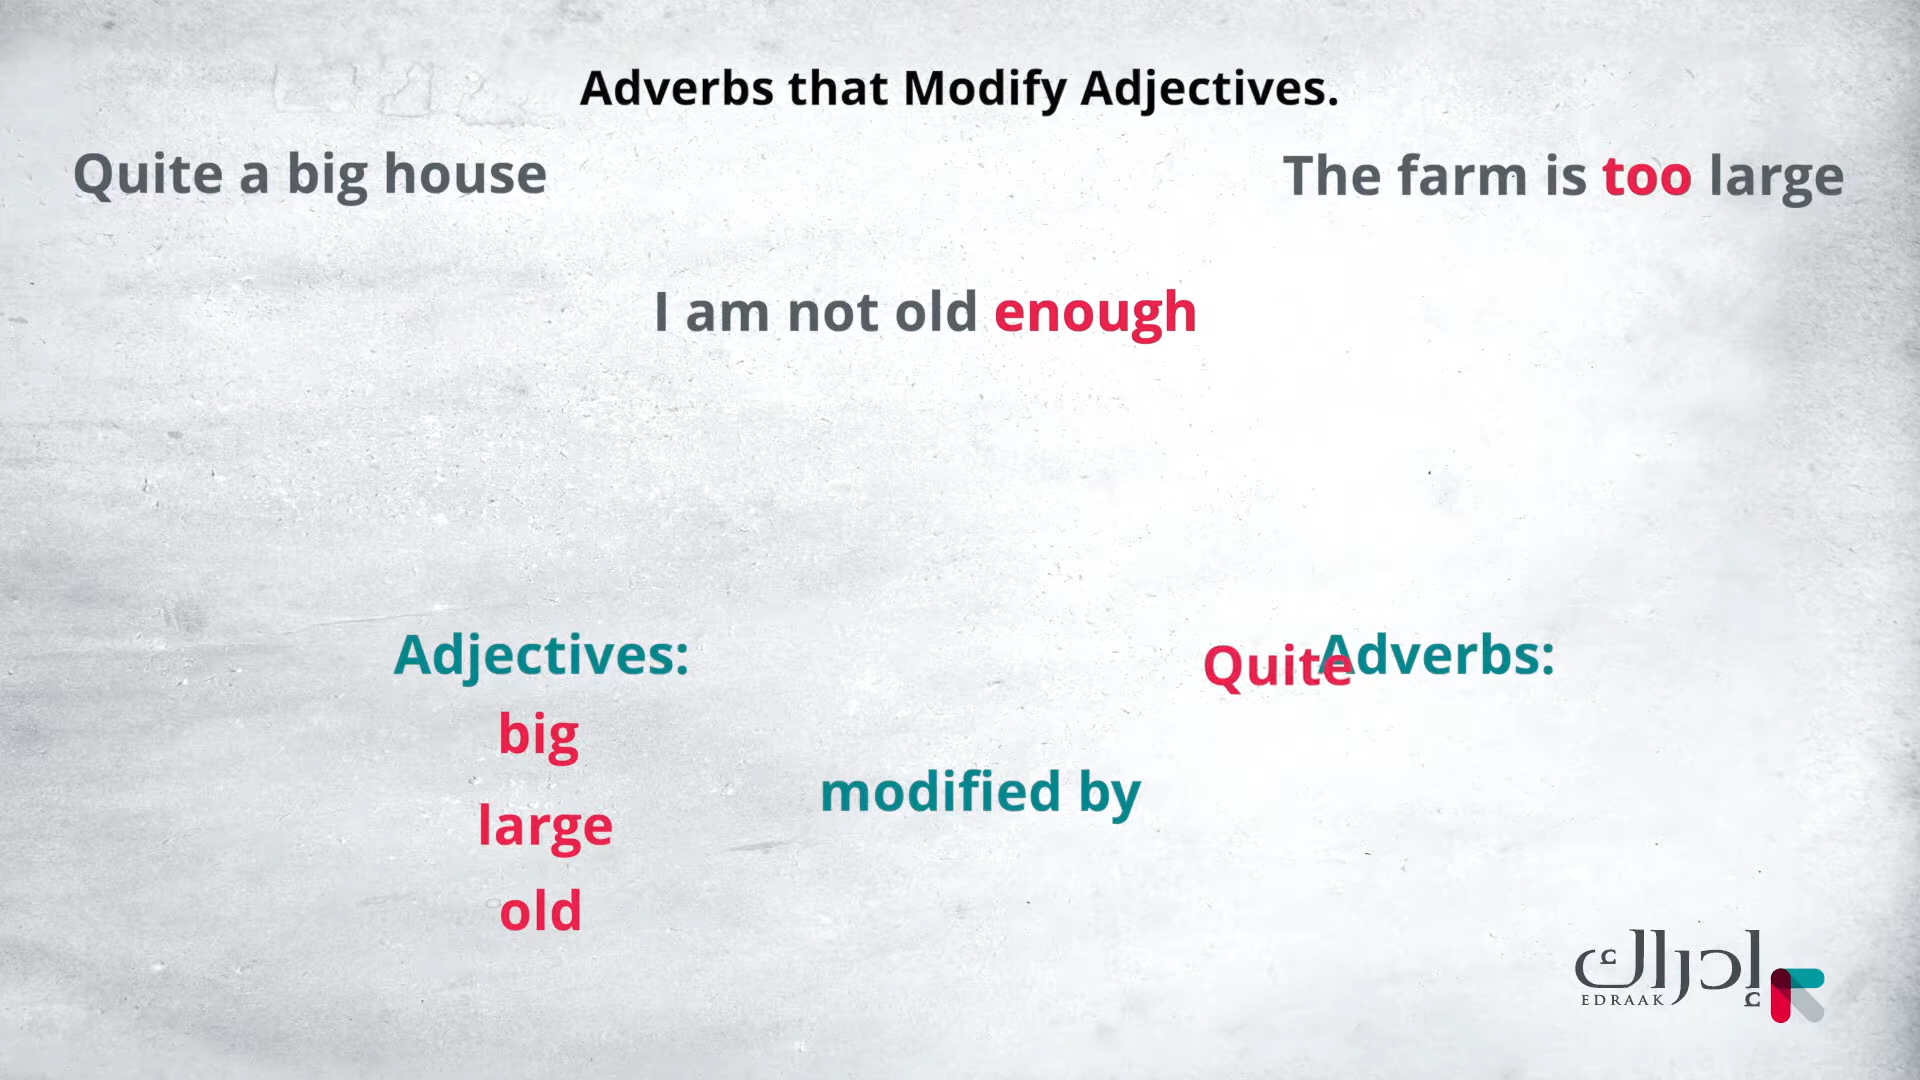 Adverbs that Modify Adjectives.
Quite a big house
The farm is too large
I am not old enough
Adjectives:
big
large
old
modified by
Quite
Adverbs:
إدراك
EDRAAK